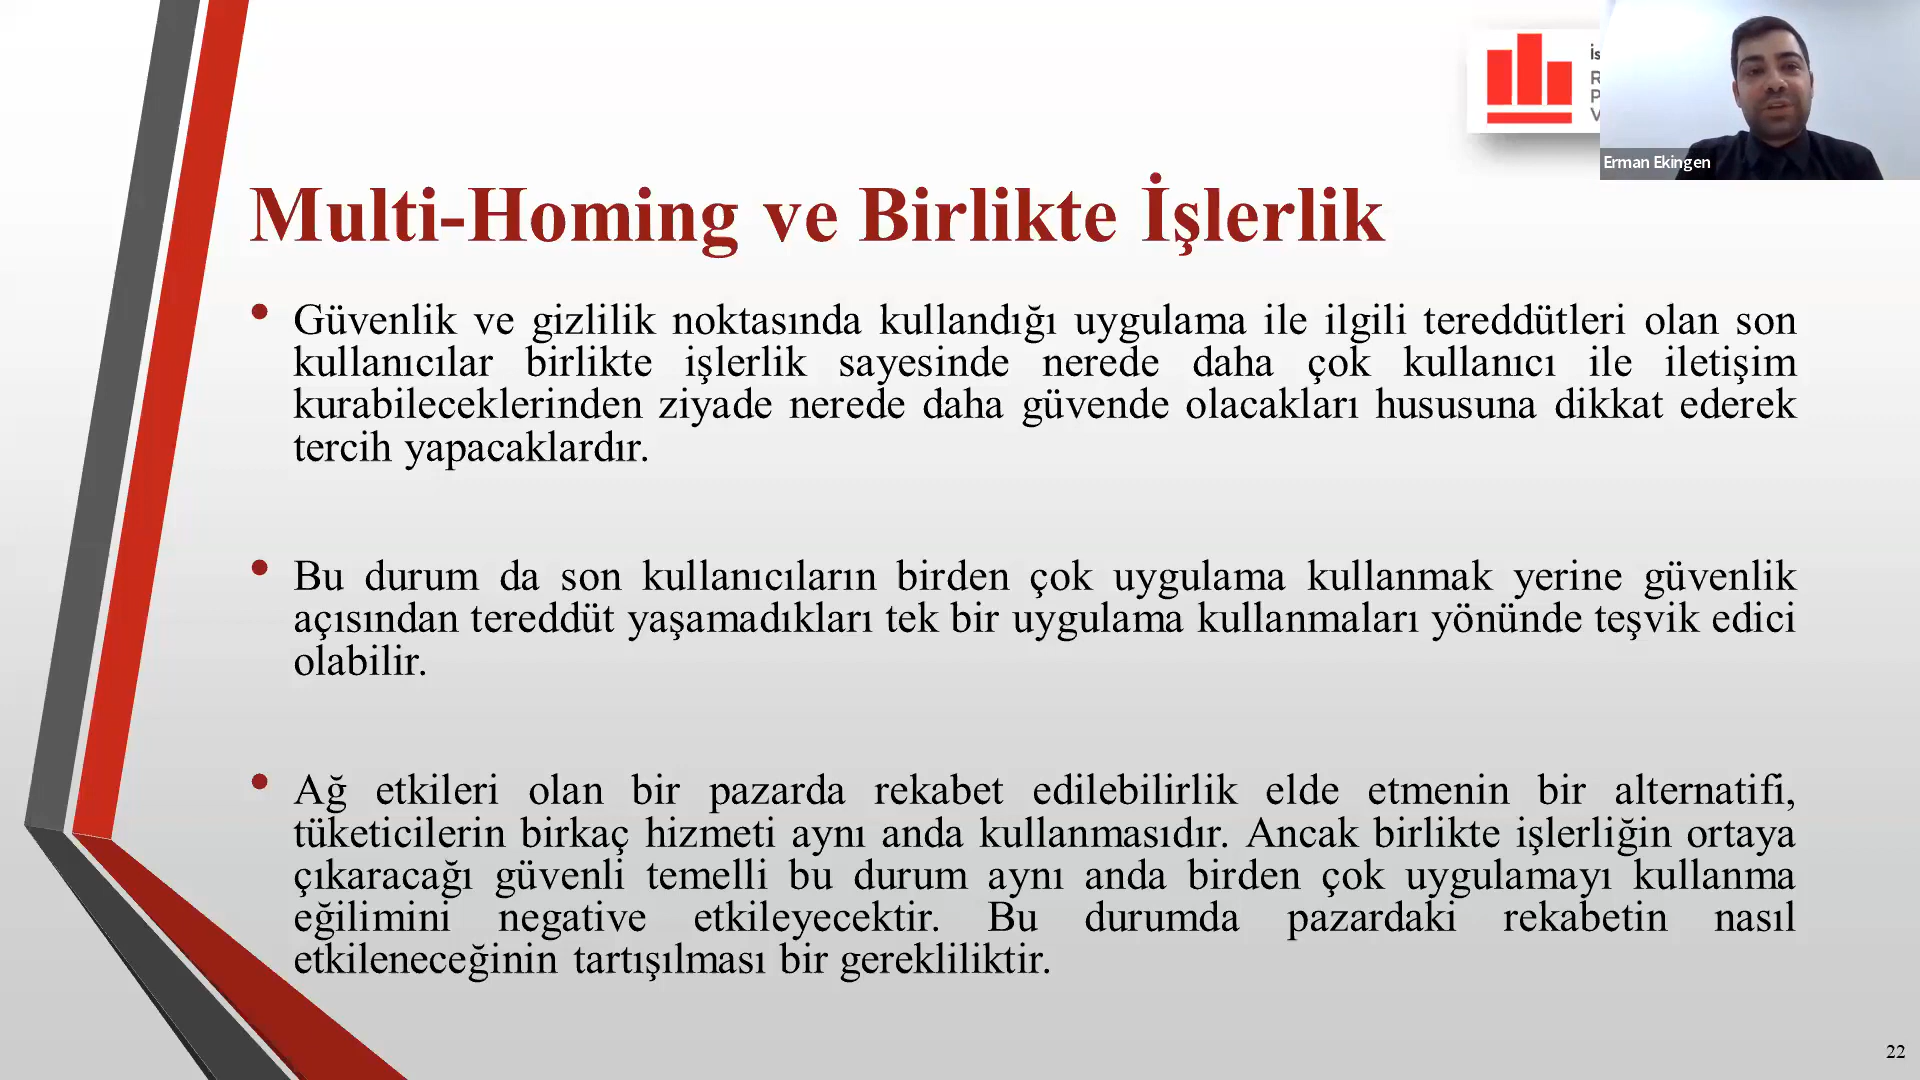 Erman Ekingen
Multi-Homing ve Birlikte İşlerlik
• Güvenlik ve gizlilik noktasında kullandığı uygulama ile ilgili tereddütleri olan son
kullanıcılar birlikte işlerlik sayesinde nerede daha çok kullanıcı ile iletişim
kurabileceklerinden ziyade nerede daha güvende olacakları hususuna dikkat ederek
tercih yapacaklardır.
• Bu durum da son kullanıcıların birden çok uygulama kullanmak yerine güvenlik
açısından tereddüt yaşamadıkları tek bir uygulama kullanmaları yönünde teşvik edici
olabilir.
• Ağ etkileri olan bir pazarda rekabet edilebilirlik elde etmenin bir alternatifi,
tüketicilerin birkaç hizmeti aynı anda kullanmasıdır. Ancak birlikte işlerliğin ortaya
çıkaracağı güvenli temelli bu durum aynı anda birden çok uygulamayı kullanma
eğilimini negative etkileyecektir. Bu durumda pazardaki rekabetin nasıl
etkileneceğinin tartışılması bir gerekliliktir.
22